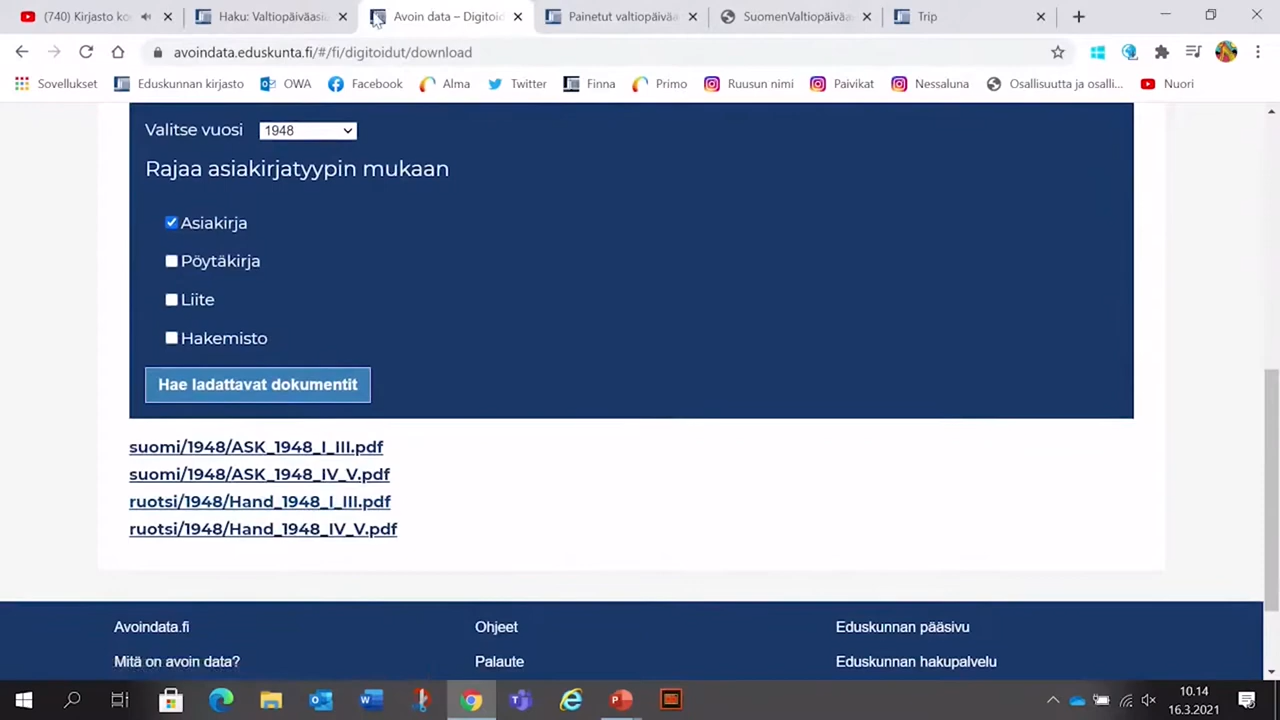 (740) Kirjasto ko
Haku: Valtiopäiväasi
Avoin data – Digitoid
Painetut valtiopäivä
SuomenValtiopäivä
Trip
avoindata.eduskunta.fi/#/fi/digitoidut/download
Sovellukset
Eduskunnan kirjasto
OWA
Facebook
Alma
Twitter
Finna
Primo
Ruusun nimi
Paivikat
Nessaluna
Osallisuutta ja osalli...
Nuori
Valitse vuosi 1948
Rajaa asiakirjatyypin mukaan
Asiakirja
Pöytäkirja
Liite
Hakemisto
Hae ladattavat dokumentit
suomi/1948/ASK_1948_I_III.pdf
suomi/1948/ASK_1948_IV_V.pdf
ruotsi/1948/Hand_1948_I_III.pdf
ruotsi/1948/Hand_1948_IV_V.pdf
Avoindata.fi
Ohjeet
Eduskunnan pääsivu
Mitä on avoin data?
Palaute
Eduskunnan hakupalvelu
10.14
16.3.2021